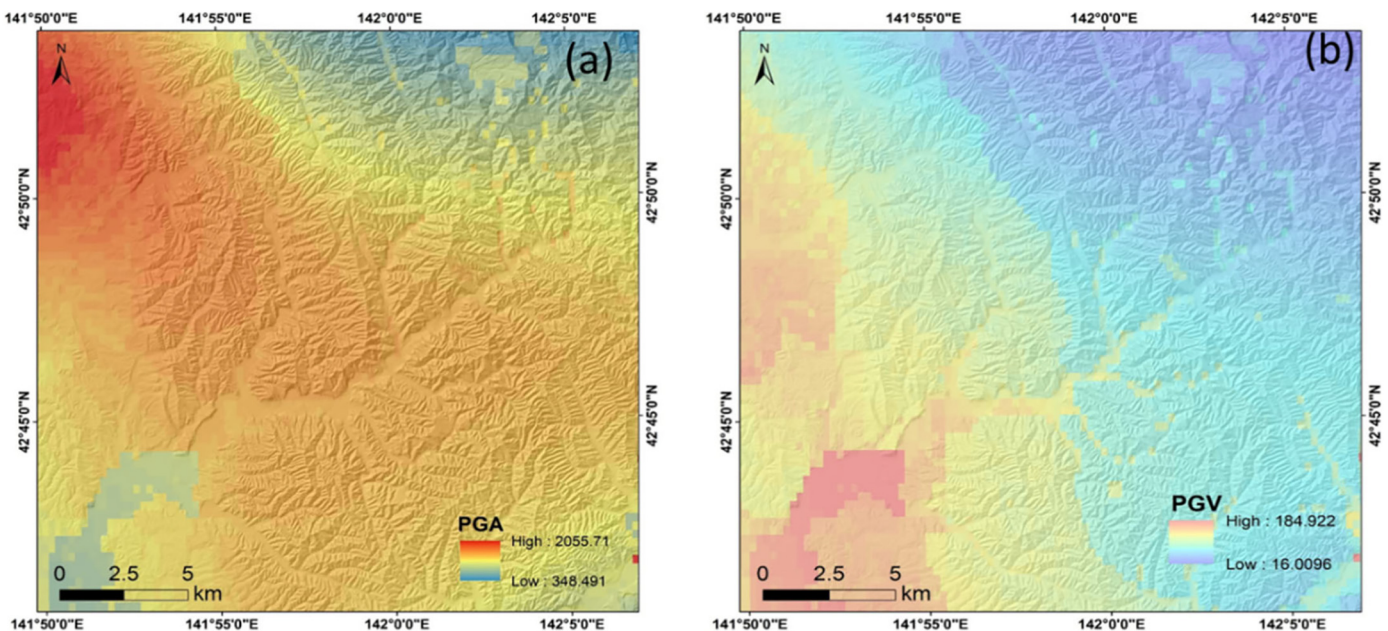 141°50'0"E 141°55'0"E 142°0'0"E 142°5'0"E
N
(a)
42°50'0"N
42°50'0"N
42°45'0"N
42°45'0"N
PGA
High : 2055.71
Low : 348.491
0 2.5 5
km
141°50'0"E 141°55'0"E 142°0'0"E 142°5'0"E
141°50'0"E 141°55'0"E 142°0'0"E 142°5'0"E
N
(b)
42°50'0"N
42°50'0"N
42°45'0"N
42°45'0"N
PGV
High : 184.922
Low : 16.0096
0 2.5 5
km
141°50'0"E 141°55'0"E 142°0'0"E 142°5'0"E